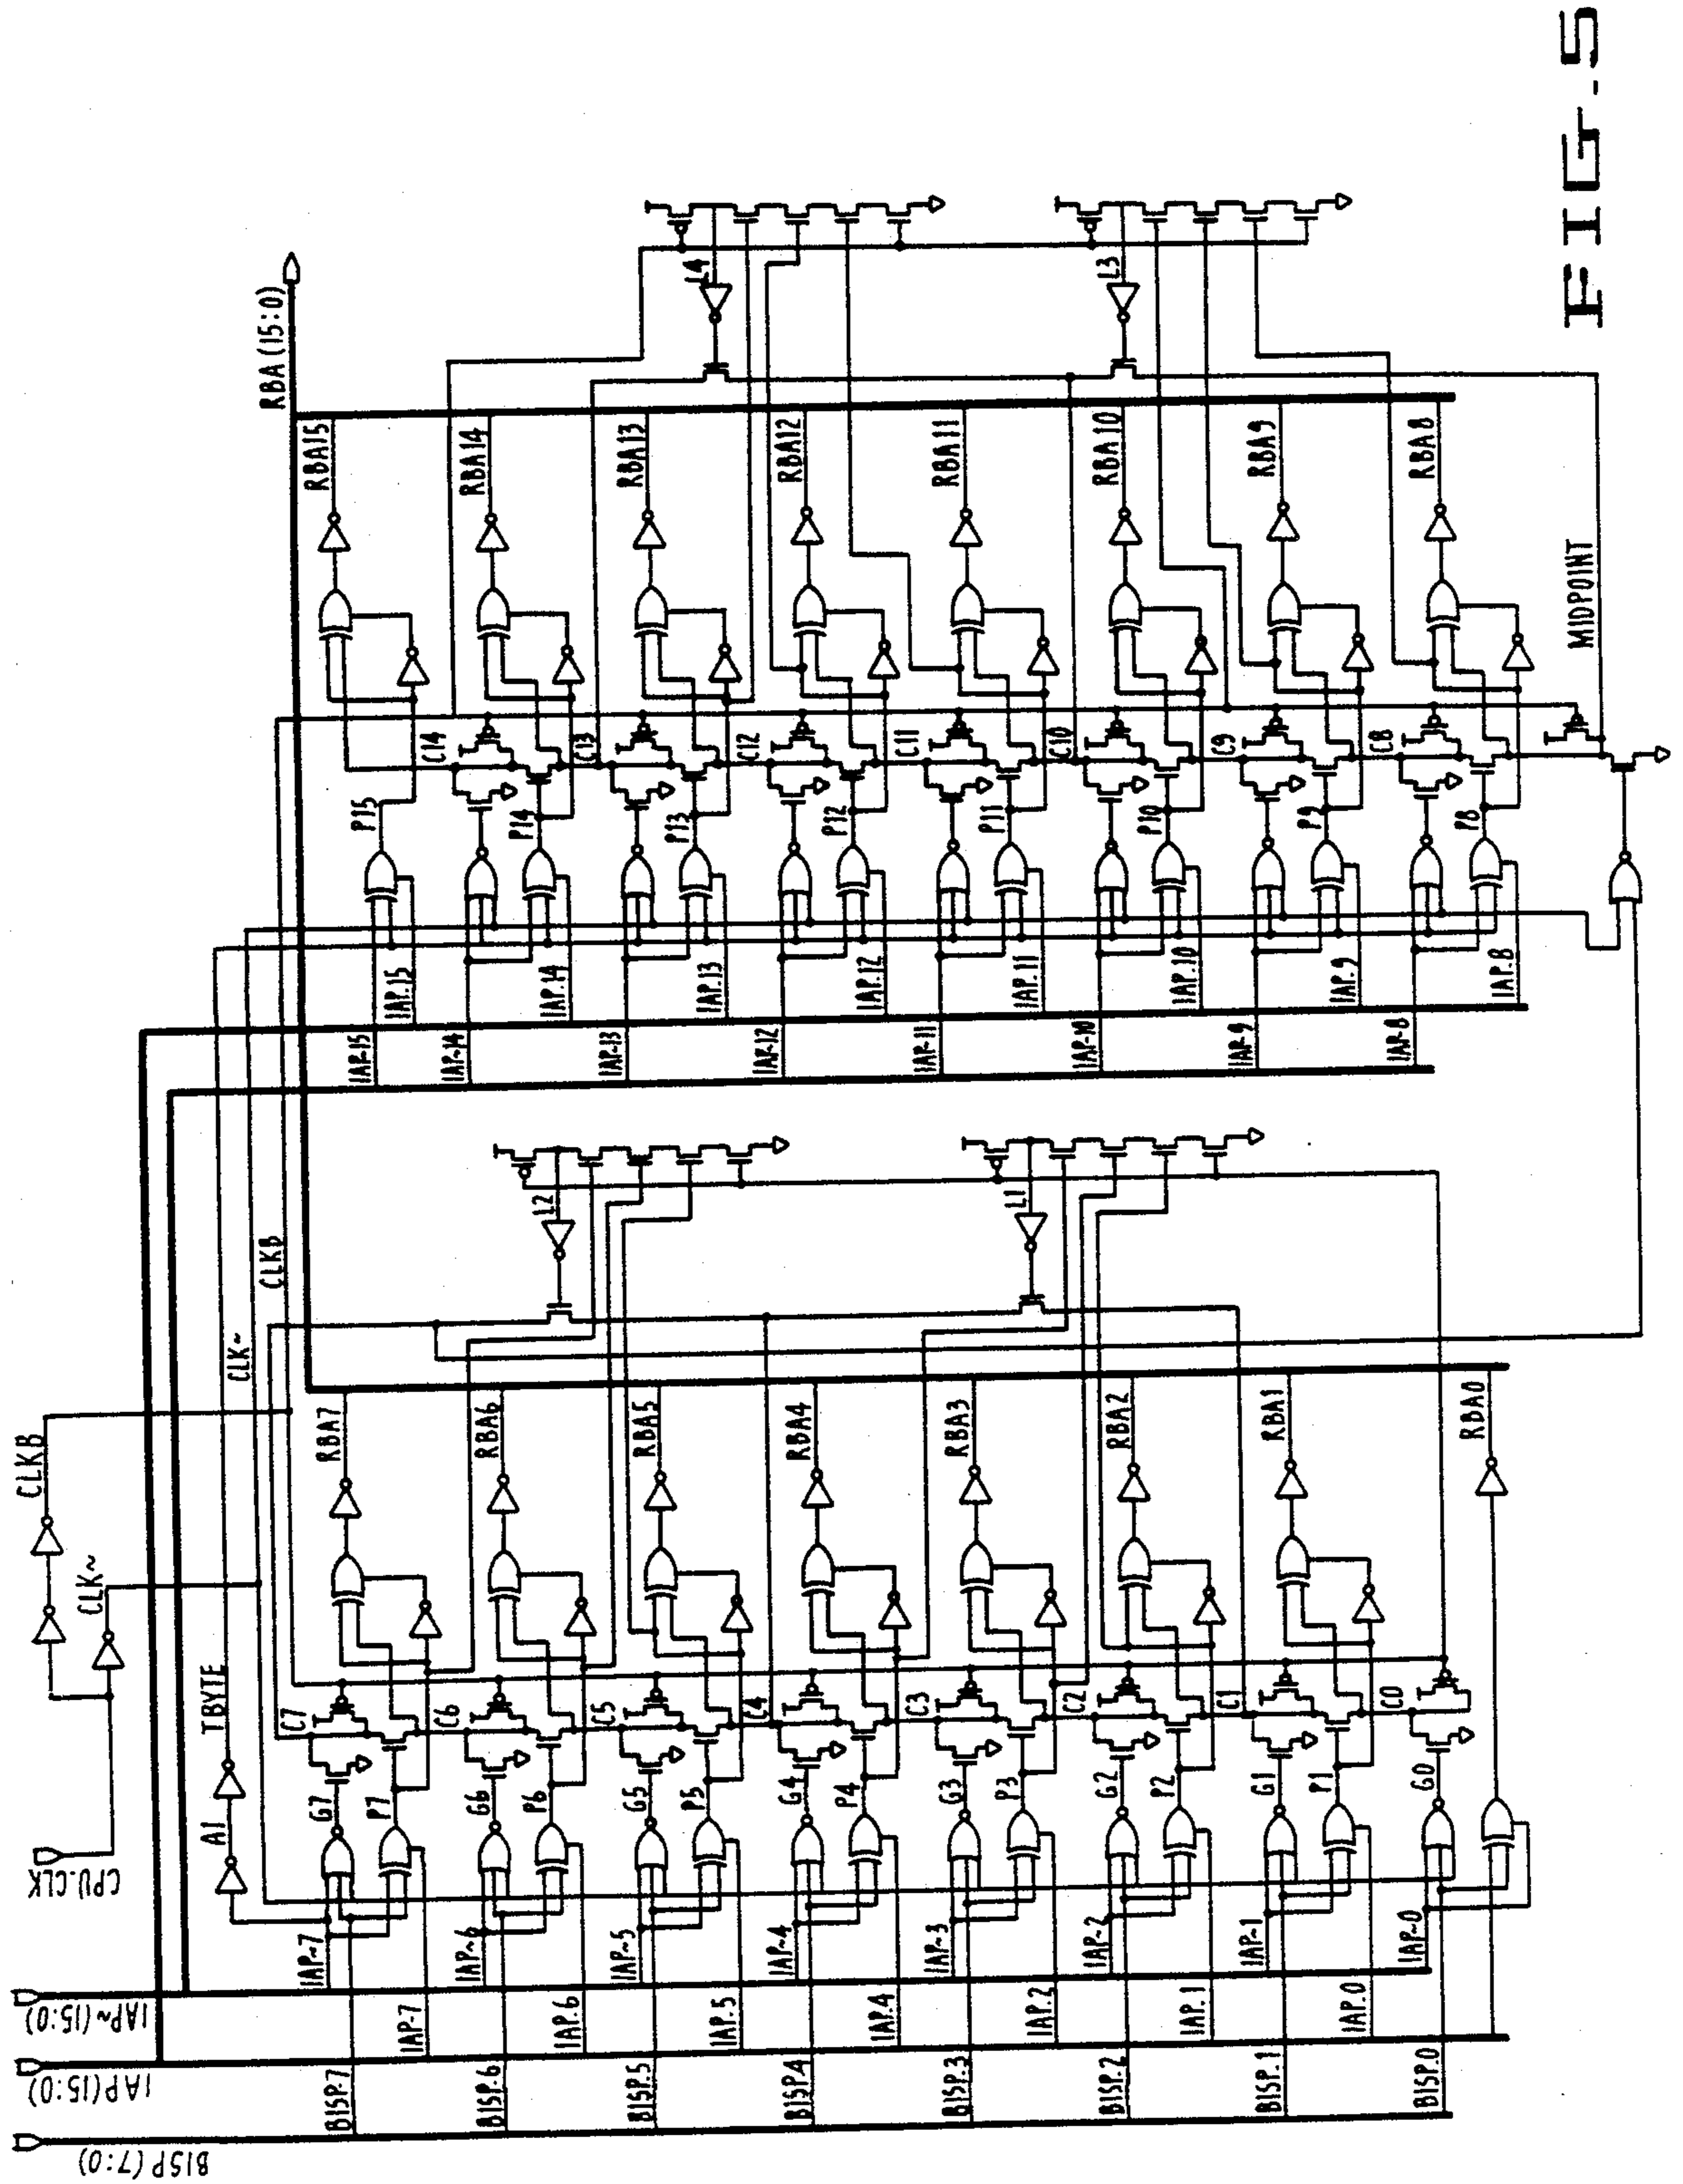 BISP (7:0)
IAP (15:0)
IAP~ (15:0)
CPU.CLK
CLK~
CLKB
A1
TBYTE
CLK~
CLKB
RBA (15:0)
BISP.7
IAP~7
IAP.7
G7
P7
C7
RBA7
BISP.6
IAP~6
IAP.6
G6
P6
C6
RBA6
BISP.5
IAP~5
IAP.5
G5
P5
C5
RBA5
BISP.4
IAP~4
IAP.4
G4
P4
C4
RBA4
BISP.3
IAP~3
IAP.2
G3
P3
C3
RBA3
BISP.2
IAP~2
IAP.1
G2
P2
C2
RBA2
BISP.1
IAP~1
IAP.0
G1
P1
C1
RBA1
BISP.0
IAP~0
G0
C0
RBA0
L2
L1
IAP~15
IAP.15
P15
RBA15
IAP~14
IAP.14
P14
C14
RBA14
IAP~13
IAP.13
P13
C13
RBA13
IAP~12
IAP.12
P12
C12
RBA12
IAP~11
IAP.11
P11
C11
RBA11
IAP~10
IAP.10
P10
C10
RBA10
IAP~9
IAP.9
P9
C9
RBA9
IAP~8
IAP.8
P8
C8
RBA8
L4
L3
MIDPOINT
FIG-5